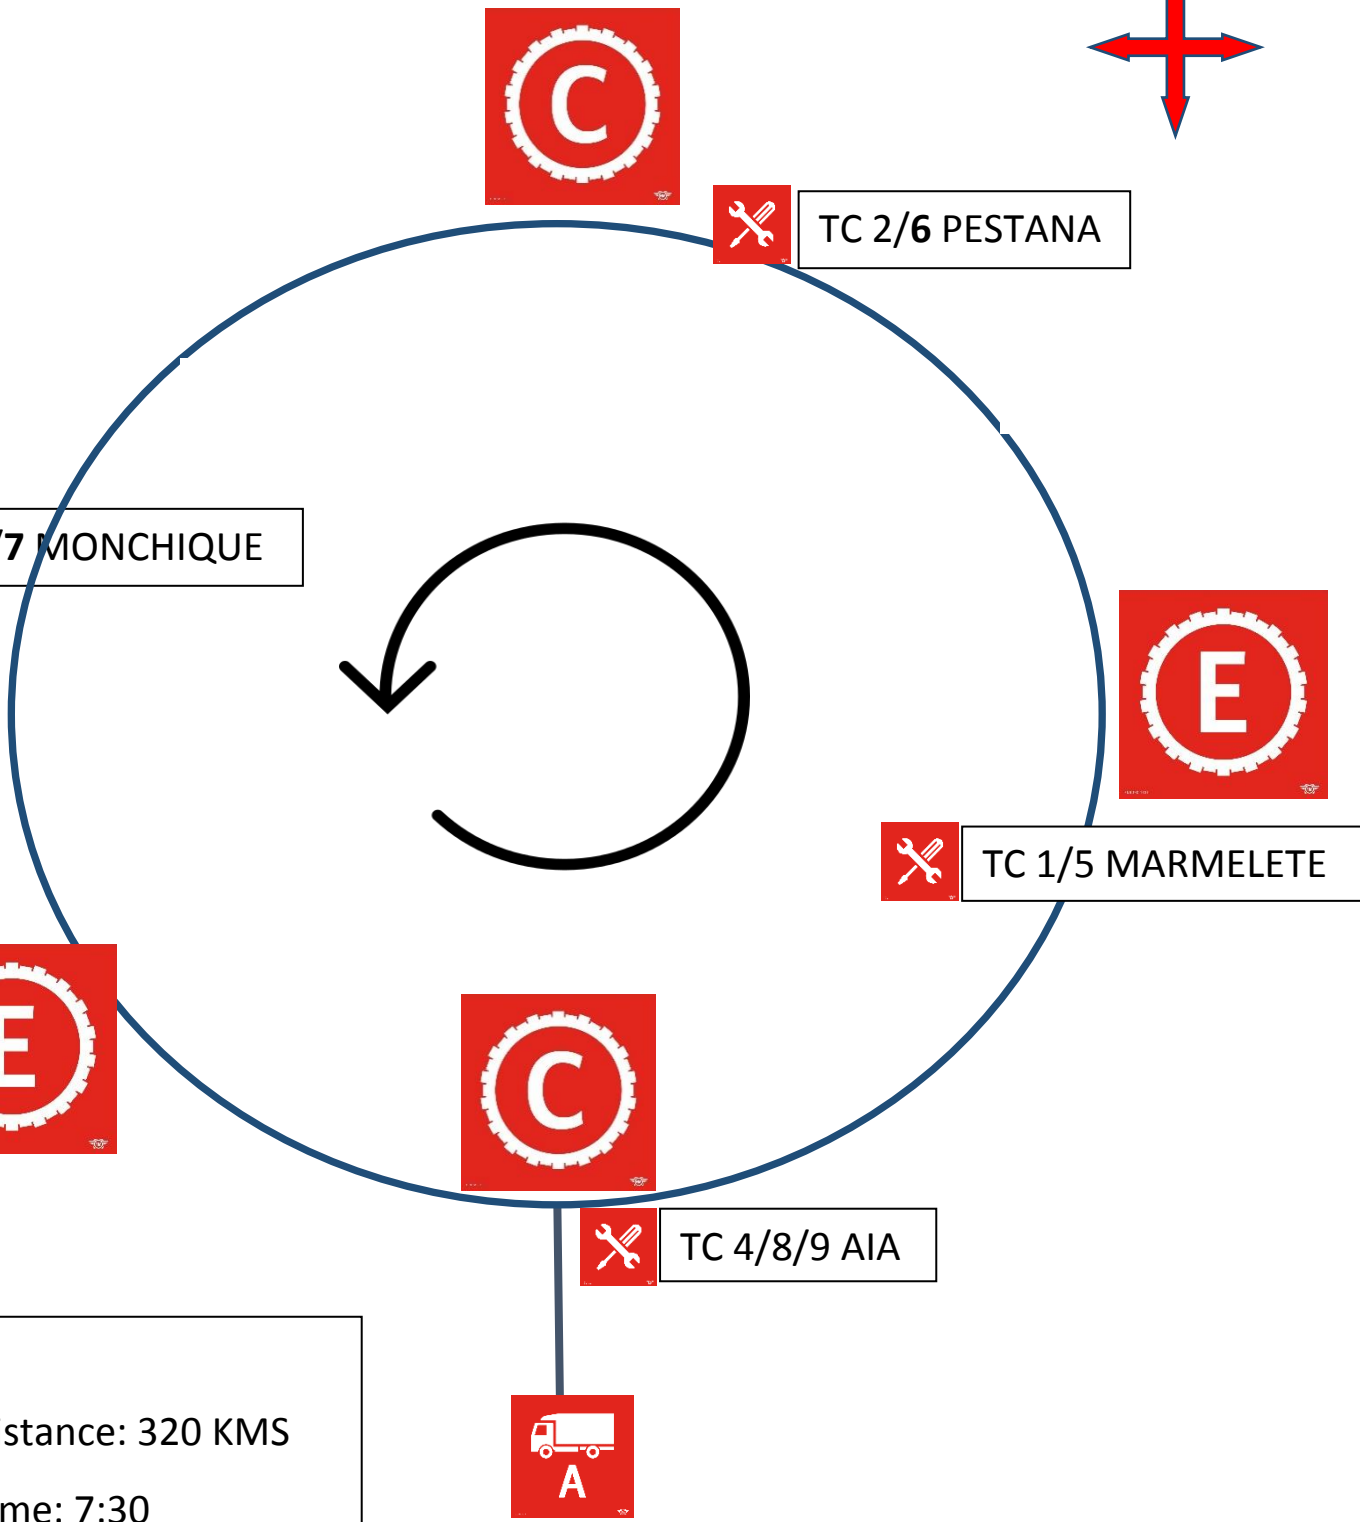 C
TC 2/6 PESTANA
/7 MONCHIQUE
E
TC 1/5 MARMELETE
E
C
TC 4/8/9 AIA
istance: 320 KMS
me: 7:30
A